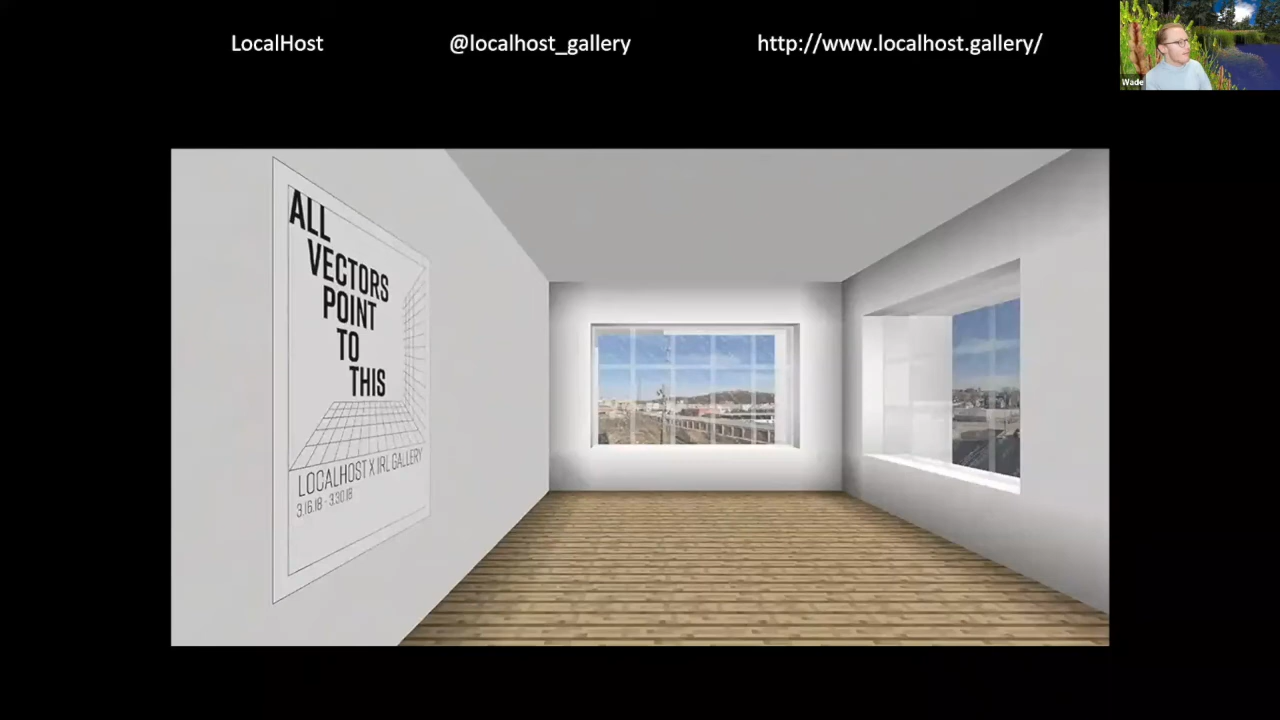 LocalHost @localhost_gallery http://www.localhost.gallery/
Wade
ALL
VECTORS
POINT
TO
THIS
LOCALHOST X IRL GALLERY
3.16.18 - 3.30.18